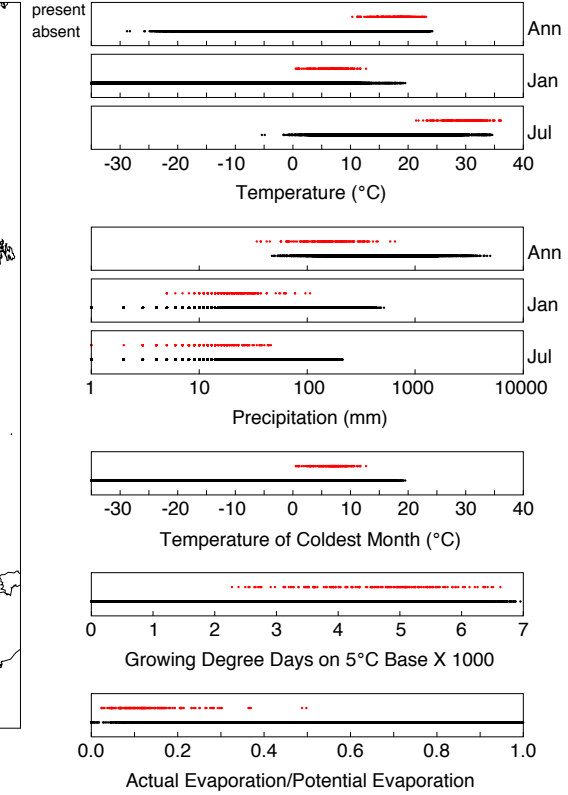 present
absent
Ann
Jan
Jul
-30 -20 -10 0 10 20 30 40
Temperature (°C)
Ann
Jan
Jul
1 10 100 1000 10000
Precipitation (mm)
-30 -20 -10 0 10 20 30 40
Temperature of Coldest Month (°C)
0 1 2 3 4 5 6 7
Growing Degree Days on 5°C Base X 1000
0.0 0.2 0.4 0.6 0.8 1.0
Actual Evaporation/Potential Evaporation